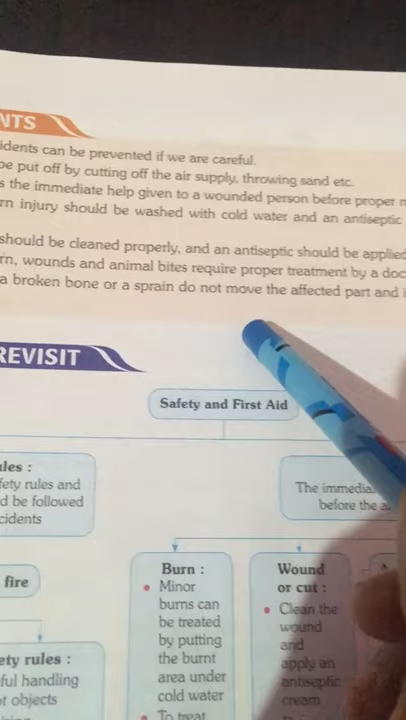 NTS
idents can be prevented if we are careful.
be put off by cutting off the air supply, throwing sand etc.
s the immediate help given to a wounded person before proper m
rn injury should be washed with cold water and an antiseptic
should be cleaned properly, and an antiseptic should be applied
rn, wounds and animal bites require proper treatment by a doc
a broken bone or a sprain do not move the affected part and i
REVISIT
Safety and First Aid
ules :
fety rules and
d be followed
cidents
The immedia
before the a
fire
Burn :
• Minor
burns can
be treated
by putting
the burnt
area under
cold water
• To treat
Wound
or cut :
• Clean the
wound
and
apply an
antiseptic
cream
A
ety rules :
ful handling
ot objects